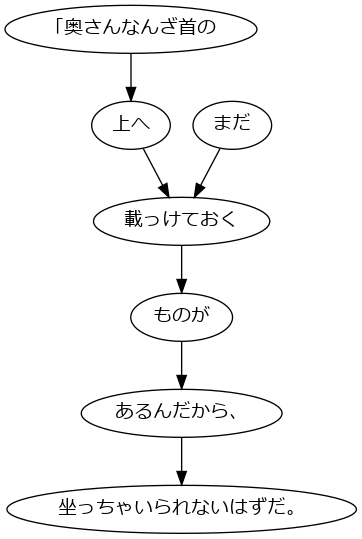 「奥さんなんざ首の
上へ
まだ
載っけておく
ものが
あるんだから、
坐っちゃいられないはずだ。